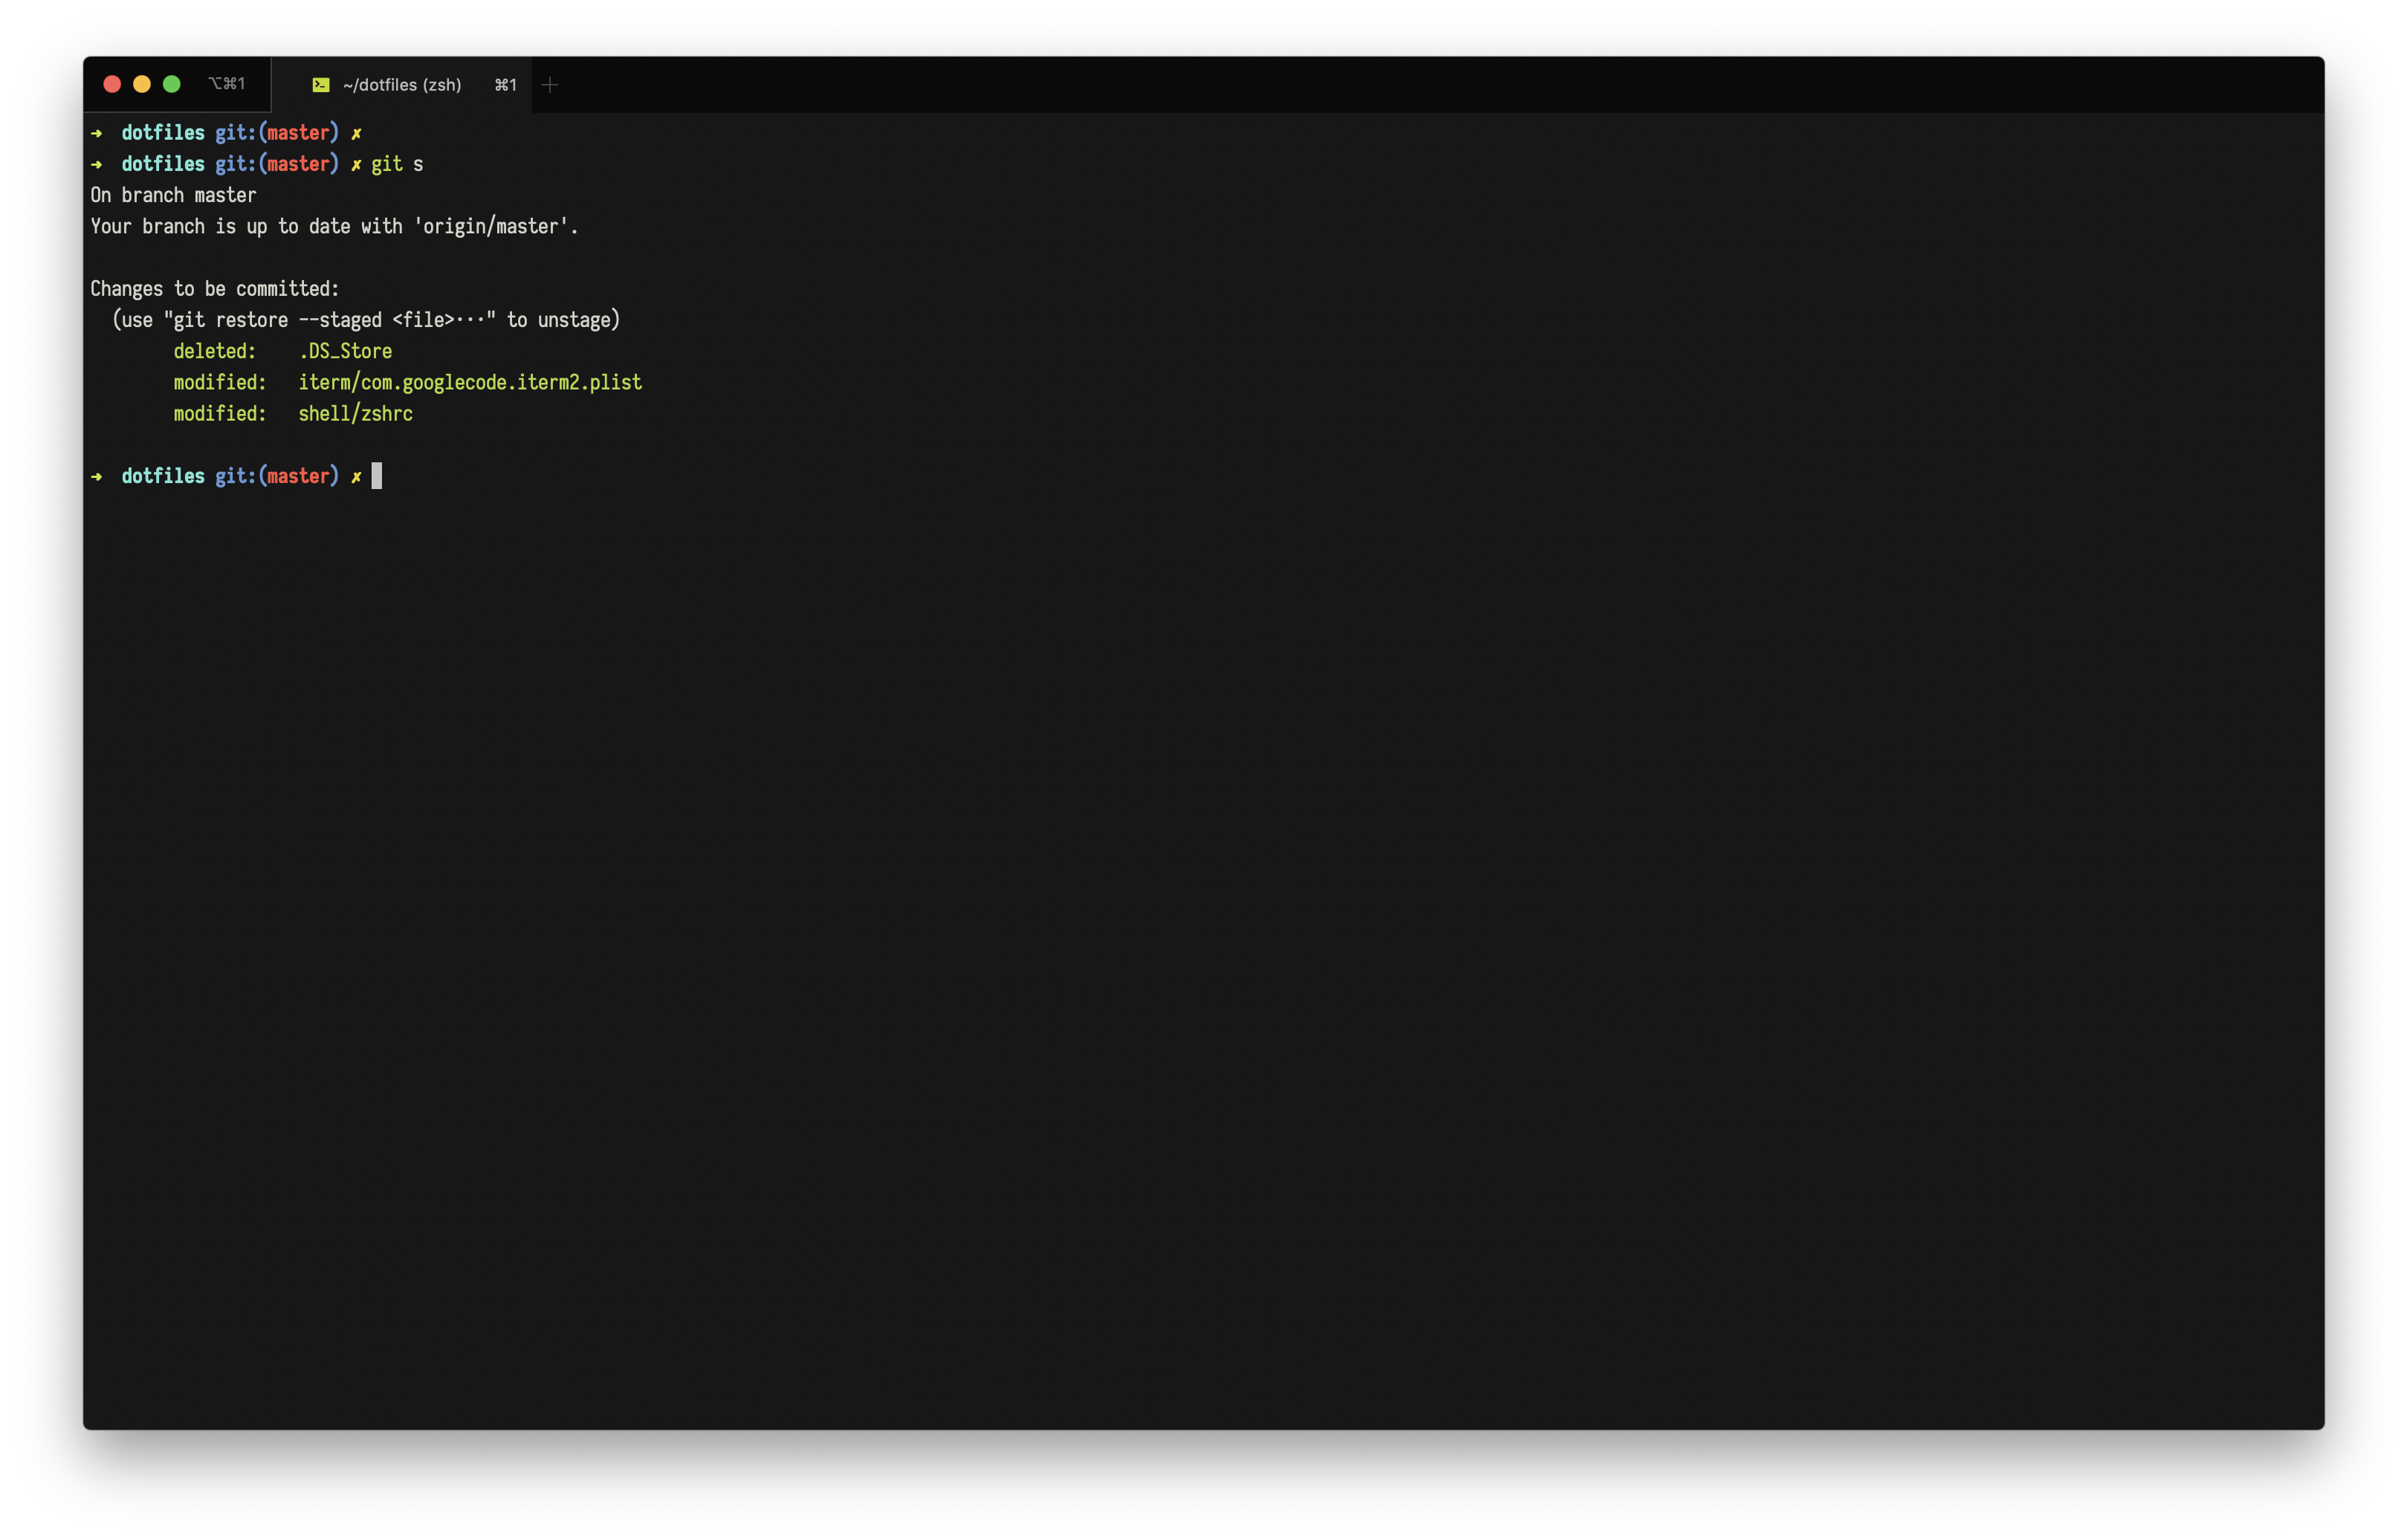 ⌥⌘1 ~/dotfiles (zsh) ⌘1 +
➜  dotfiles git:(master) ✗
➜  dotfiles git:(master) ✗ git s
On branch master
Your branch is up to date with 'origin/master'.
Changes to be committed:
  (use "git restore --staged <file>..." to unstage)
        deleted:    .DS_Store
        modified:   iterm/com.googlecode.iterm2.plist
        modified:   shell/zshrc
➜  dotfiles git:(master) ✗